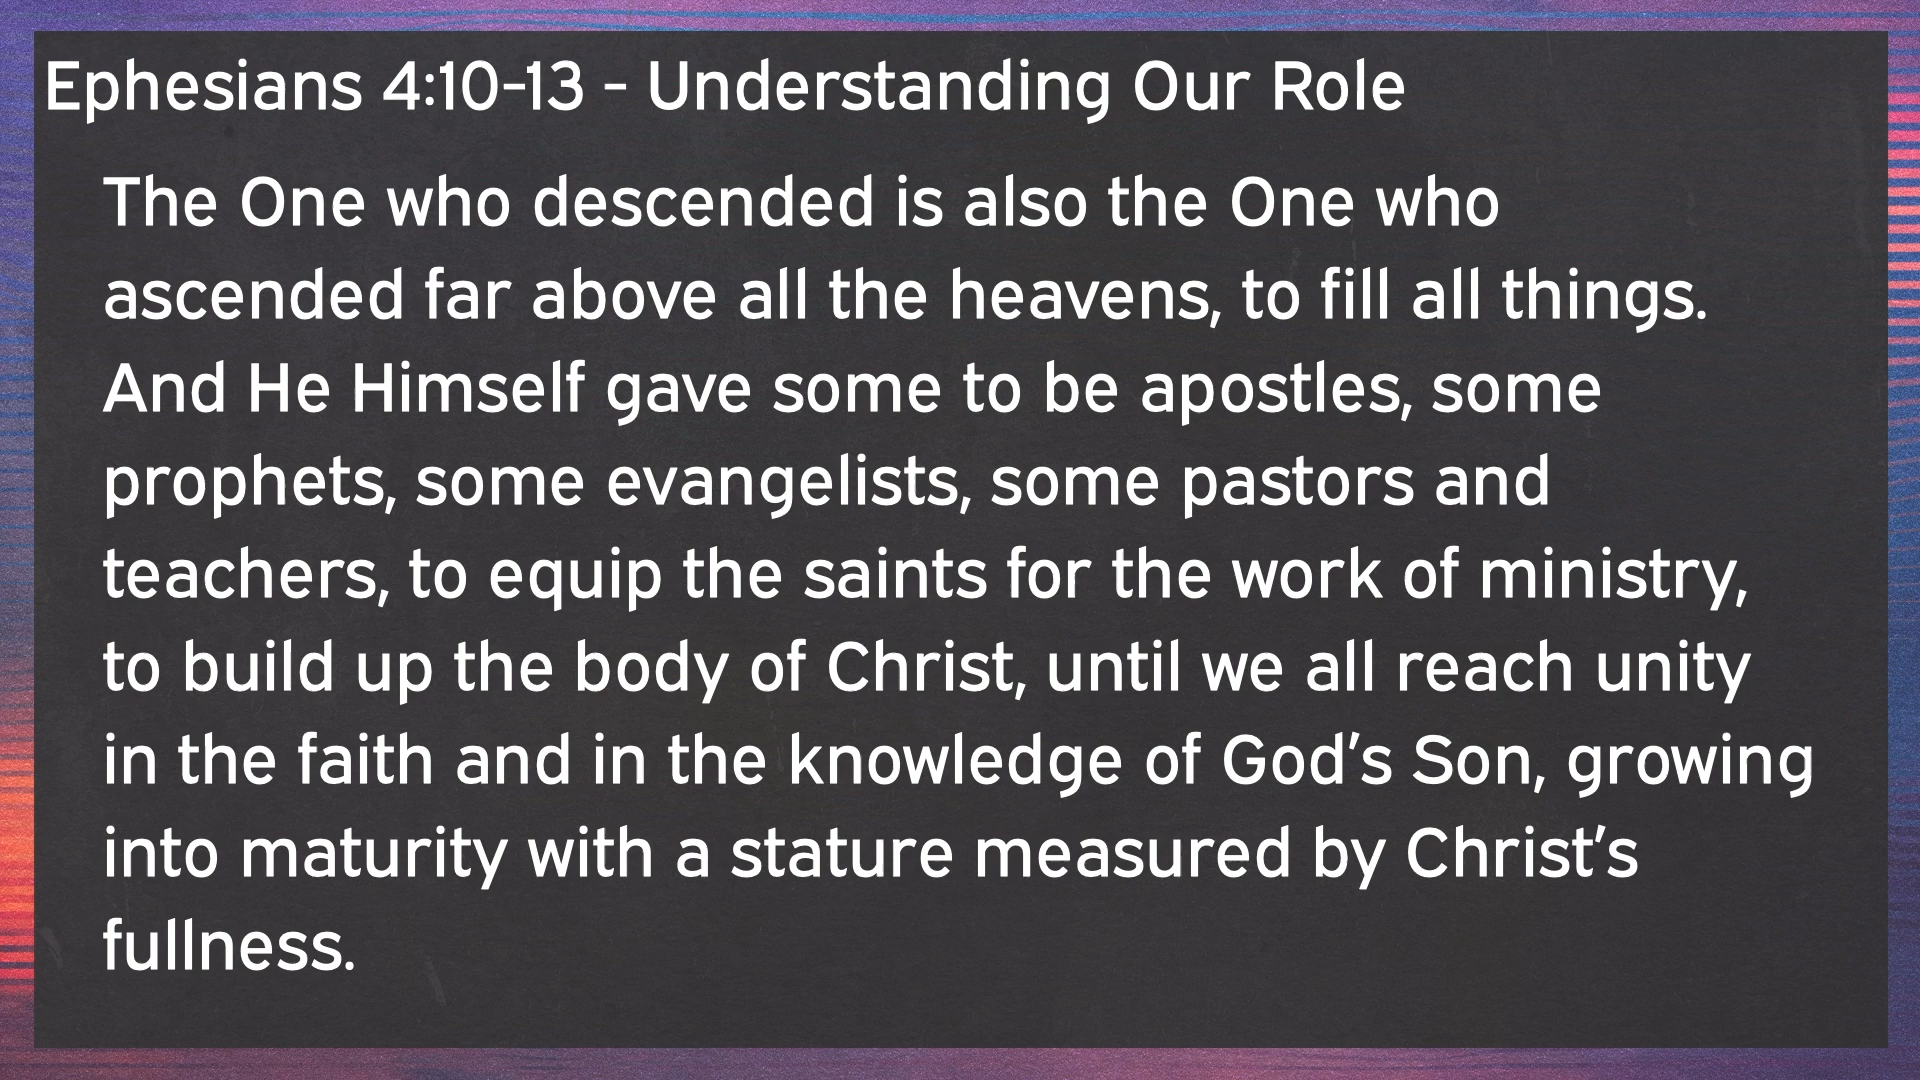 Ephesians 4:10-13 - Understanding Our Role
The One who descended is also the One who
ascended far above all the heavens, to fill all things.
And He Himself gave some to be apostles, some
prophets, some evangelists, some pastors and
teachers, to equip the saints for the work of ministry,
to build up the body of Christ, until we all reach unity
in the faith and in the knowledge of God’s Son, growing
into maturity with a stature measured by Christ’s
fullness.